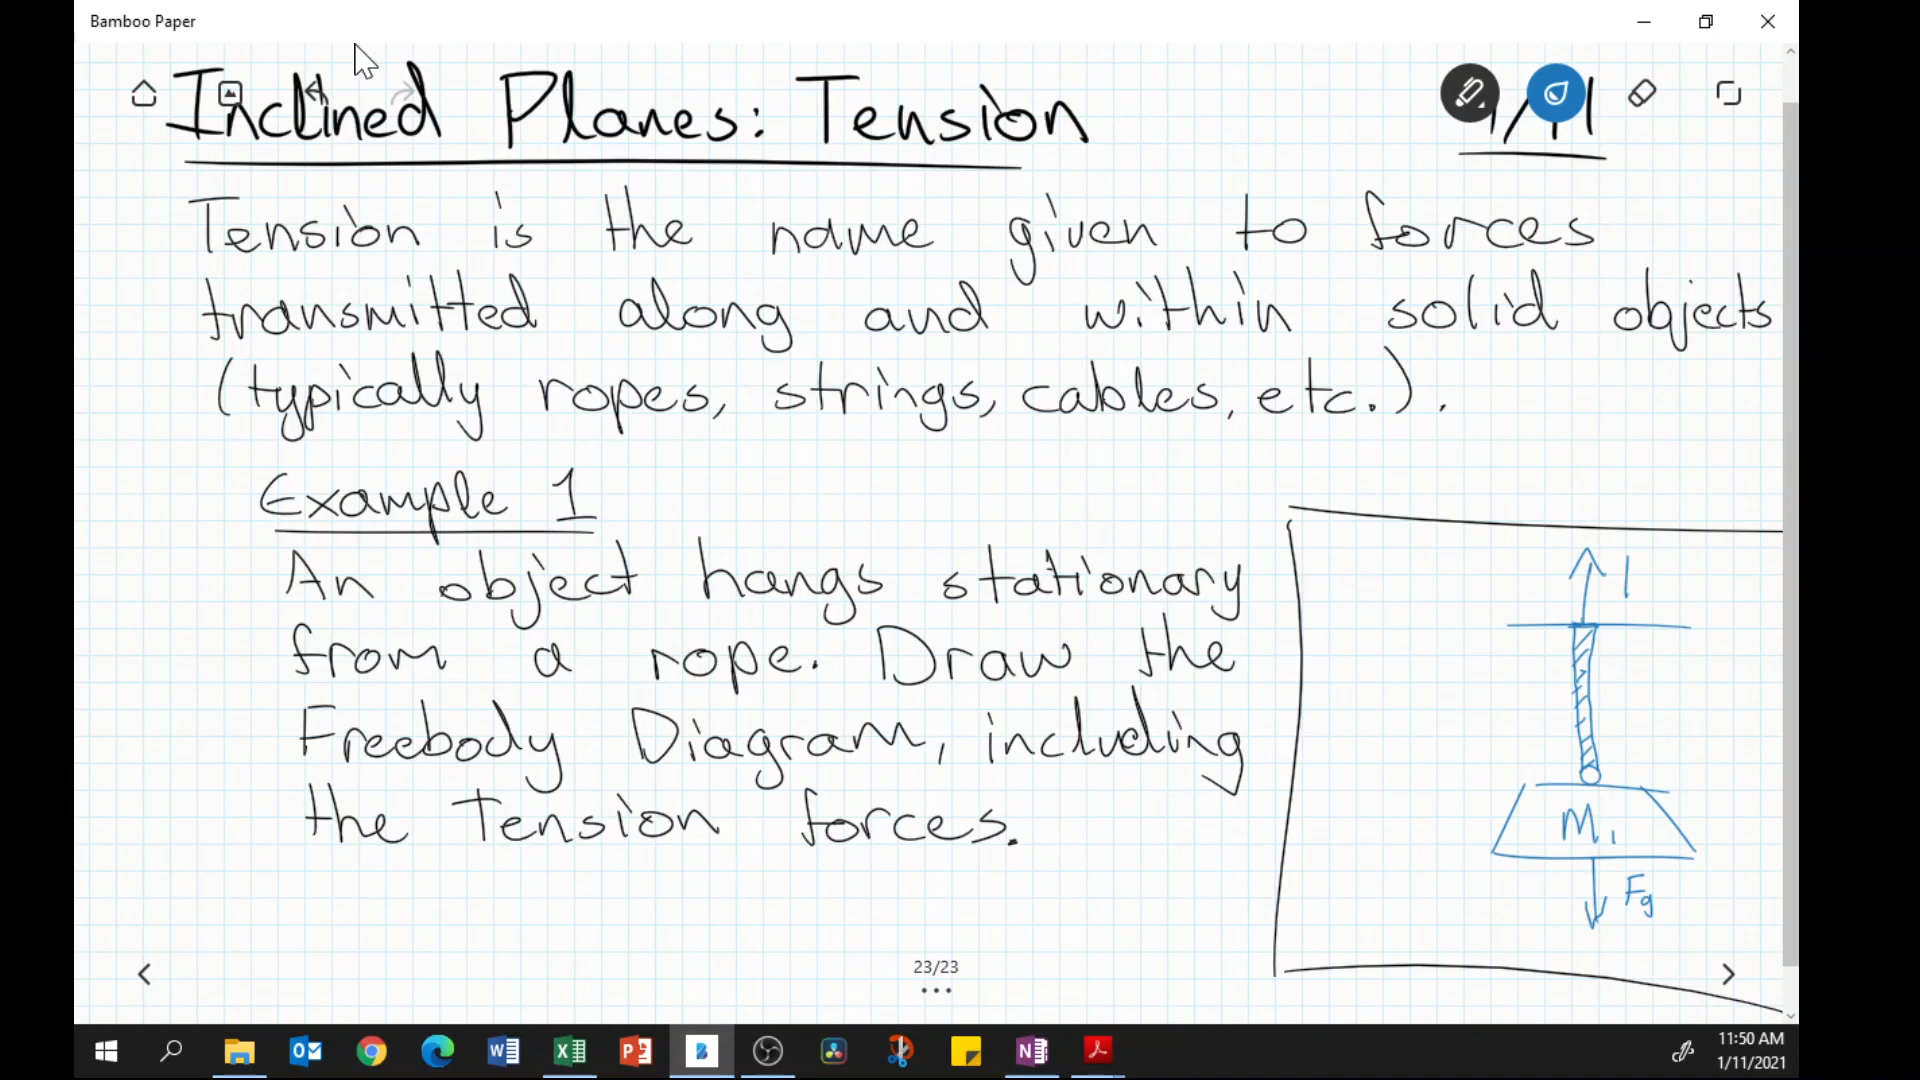 Bamboo Paper
Inclined Planes: Tension
1/11
Tension is the name given to forces
transmitted along and within solid objects
(typically ropes, strings, cables, etc.).
Example 1
An object hangs stationary
from a rope. Draw the
Freebody Diagram, including
the Tension forces.
M1
Fg
23/23
11:50 AM
1/11/2021